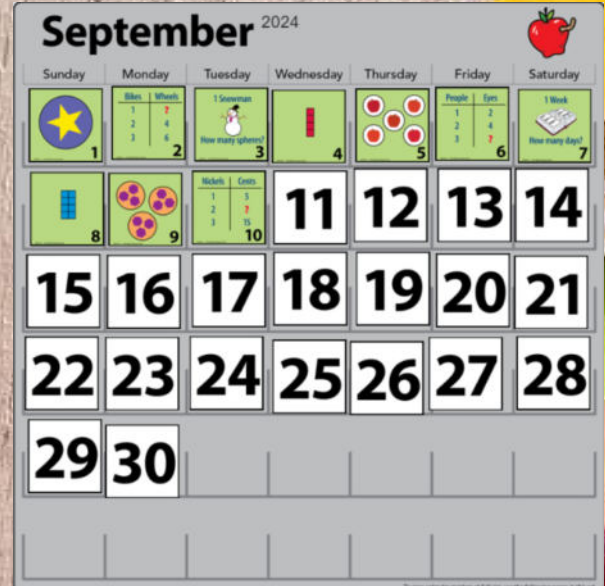 September 2024
Sunday Monday Tuesday Wednesday Thursday Friday Saturday
1
Bikes Wheels
1 ?
2 4
3 6
2
1 Snowman
How many spheres?
3
4
5
People Eyes
1 2
2 4
3 ?
6
1 Week
How many days?
7
8
9
Nickels Cents
1 5
2 ?
3 15
10
11 12 13 14
15 16 17 18 19 20 21
22 23 24 25 26 27 28
29 30